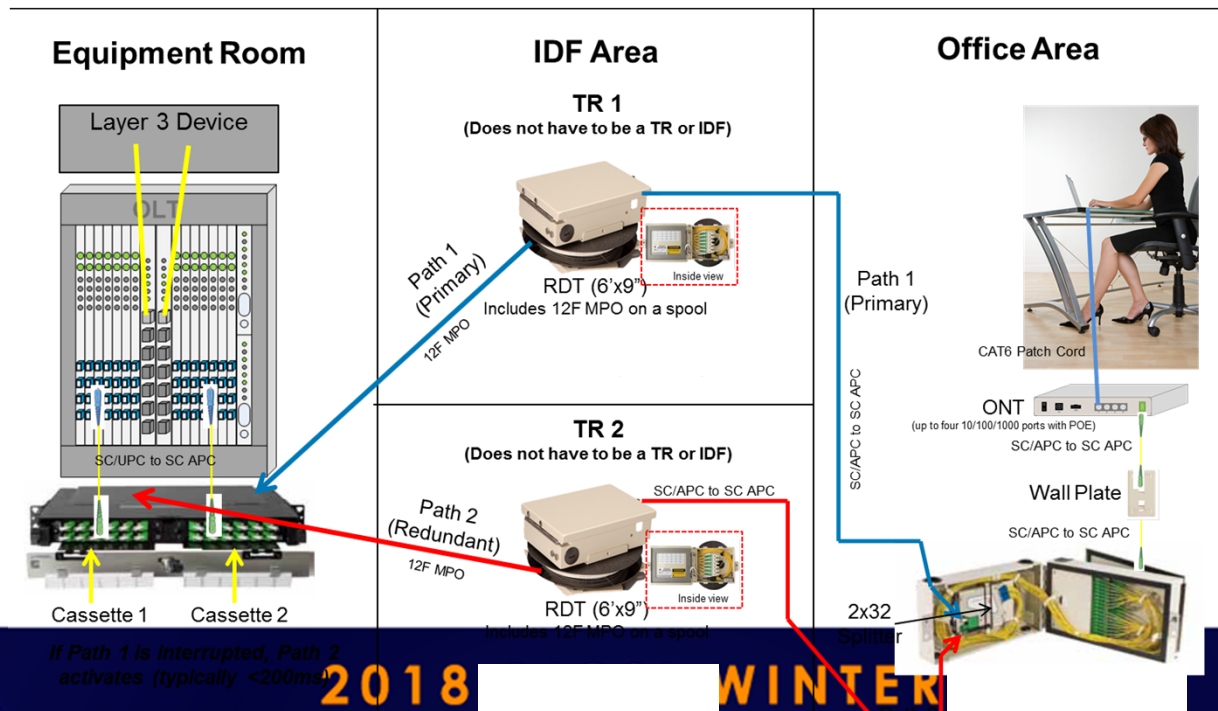 Equipment Room
Layer 3 Device
OLT
SC/UPC to SC APC
Cassette 1
Cassette 2
If Path 1 is interrupted, Path 2
activates (typically <200ms)
IDF Area
TR 1
(Does not have to be a TR or IDF)
Inside view
RDT (6’x9”)
Includes 12F MPO on a spool
Path 1
(Primary)
12F MPO
TR 2
(Does not have to be a TR or IDF)
SC/APC to SC APC
Path 2
(Redundant)
12F MPO
Inside view
RDT (6’x9”)
Includes 12F MPO on a spool
Office Area
Path 1
(Primary)
SC/APC to SC APC
CAT6 Patch Cord
ONT
(up to four 10/100/1000 ports with POE)
SC/APC to SC APC
Wall Plate
SC/APC to SC APC
2x32
Splitter
2018 WINTER